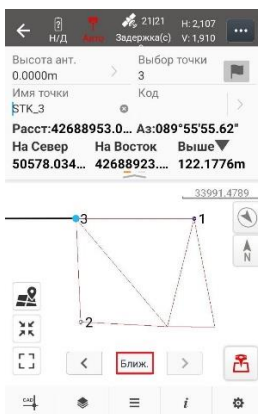 21|21
H: 2,107
Н/Д
Авто
Задержка(с)
V: 1,910
Высота ант.
Выбор точки
0.0000m
3
Имя точки
Код
STK_3
Расст:42688953.0... Аз:089°55'55.62"
На Север
На Восток
Выше▼
50578.034...
42688923....
122.1776m
33991.4789
3
1
N
2
Ближ.
CAD
i